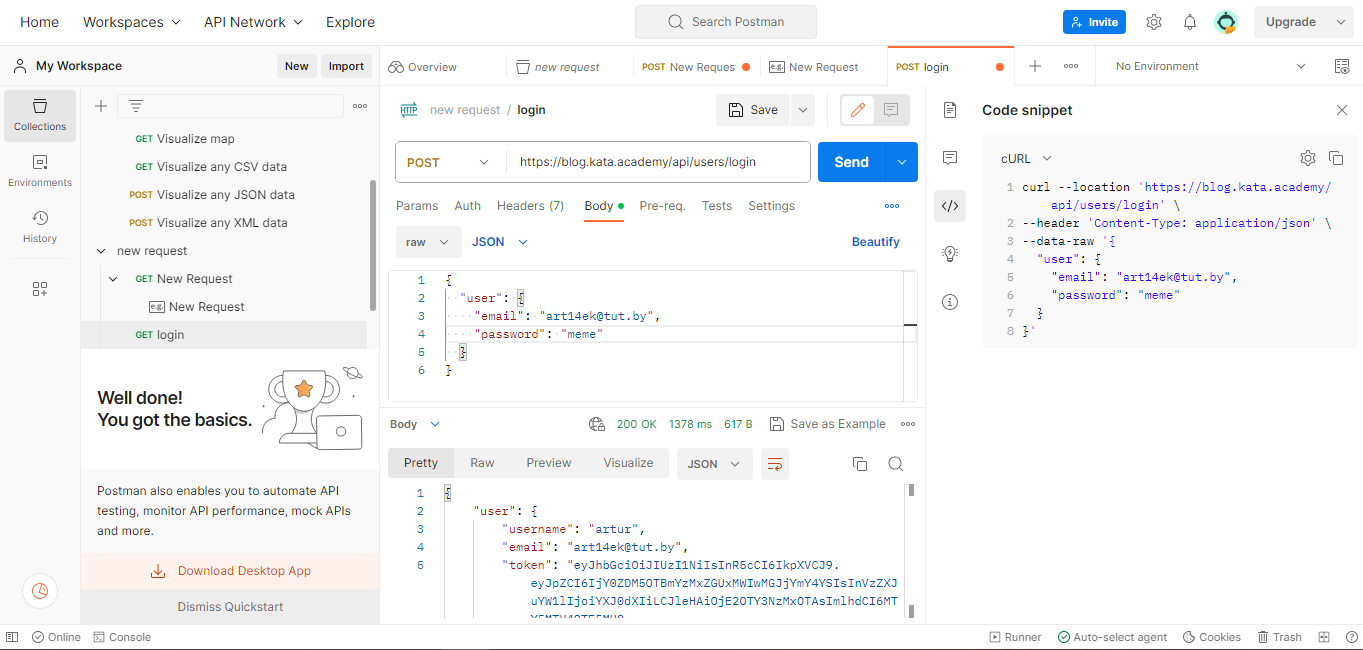 Home Workspaces API Network Explore Search Postman Invite Upgrade
My Workspace New Import Overview new request POST New Reques New Request POST login No Environment
Collections
Environments
History
GET Visualize map
GET Visualize any CSV data
POST Visualize any JSON data
POST Visualize any XML data
new request
GET New Request
e.g. New Request
GET login
Well done!
You got the basics.
Postman also enables you to automate API
testing, monitor API performance, mock APIs
and more.
Download Desktop App
Dismiss Quickstart
HTTP new request / login Save
POST https://blog.kata.academy/api/users/login Send
Params Auth Headers (7) Body Pre-req. Tests Settings
raw JSON Beautify
1 {
2 "user": {
3 "email": "art14ek@tut.by",
4 "password": "meme"
5 }
6 }
Body 200 OK 1378 ms 617 B Save as Example
Pretty Raw Preview Visualize JSON
1 {
2 "user": {
3 "username": "artur",
4 "email": "art14ek@tut.by",
5 "token": "eyJhbGciOiJIUzI1NiIsInR5cCI6IkpXVCJ9.
eyJpZCI6IjY0ZDM5OTBmYzMxZGUxMWIwMGJjYmY4YSIsInVzZXJ
uYW1lIjoiYXJ0dXIiLCJleHAiOjE2OTY3NzMxOTAsImlhdCI6MT
Code snippet
cURL
1 curl --location 'https://blog.kata.academy/
api/users/login' \
2 --header 'Content-Type: application/json' \
3 --data-raw '{
4 "user": {
5 "email": "art14ek@tut.by",
6 "password": "meme"
7 }
8 }'
Online Console Runner Auto-select agent Cookies Trash